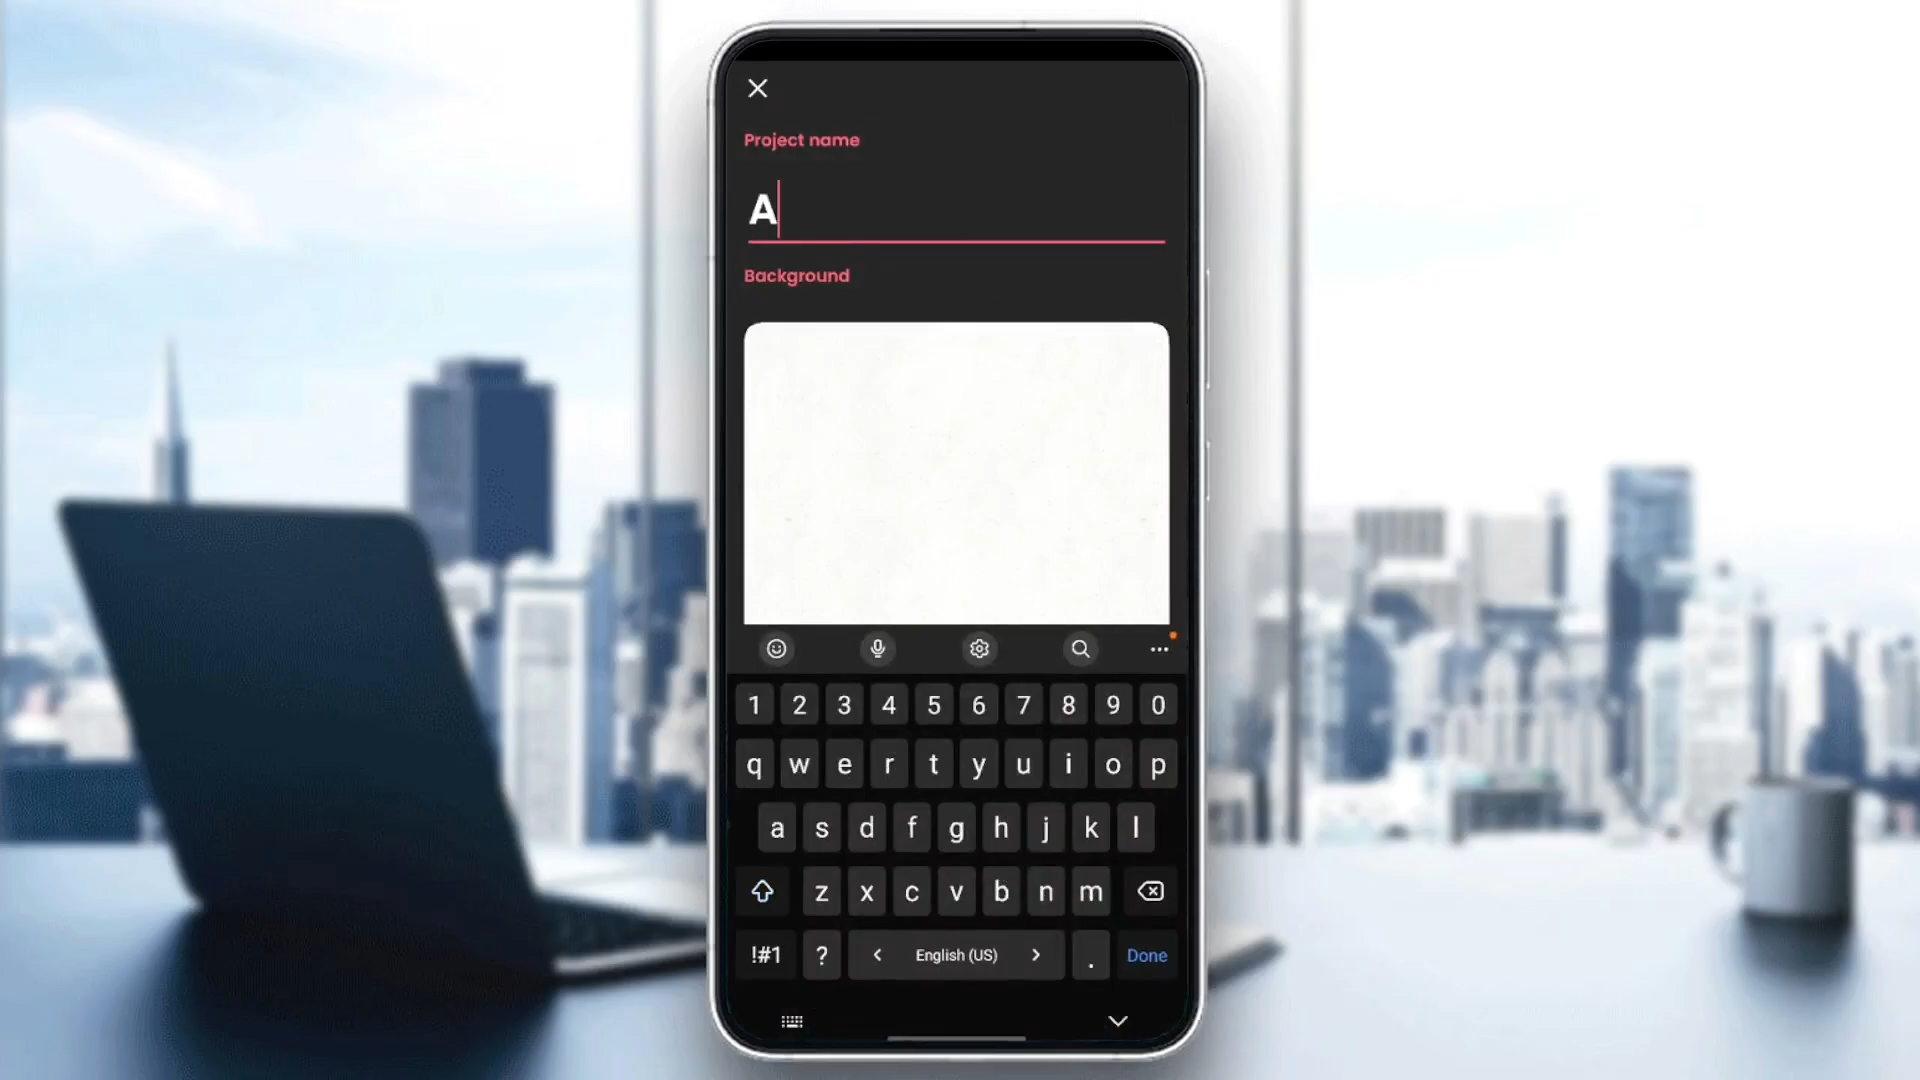 Project name
A
Background
1 2 3 4 5 6 7 8 9 0
q w e r t y u i o p
a s d f g h j k l
z x c v b n m
!#1 ? < English (US) > . Done